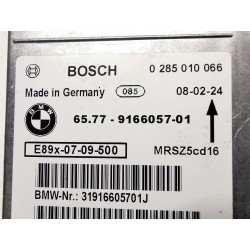 BOSCH 0 285 010 066
Made in Germany 085 08-02-24
BMW 65.77 - 9166057-01
E89x-07-09-500 MRSZ5cd16
BMW-Nr.: 31916605701J